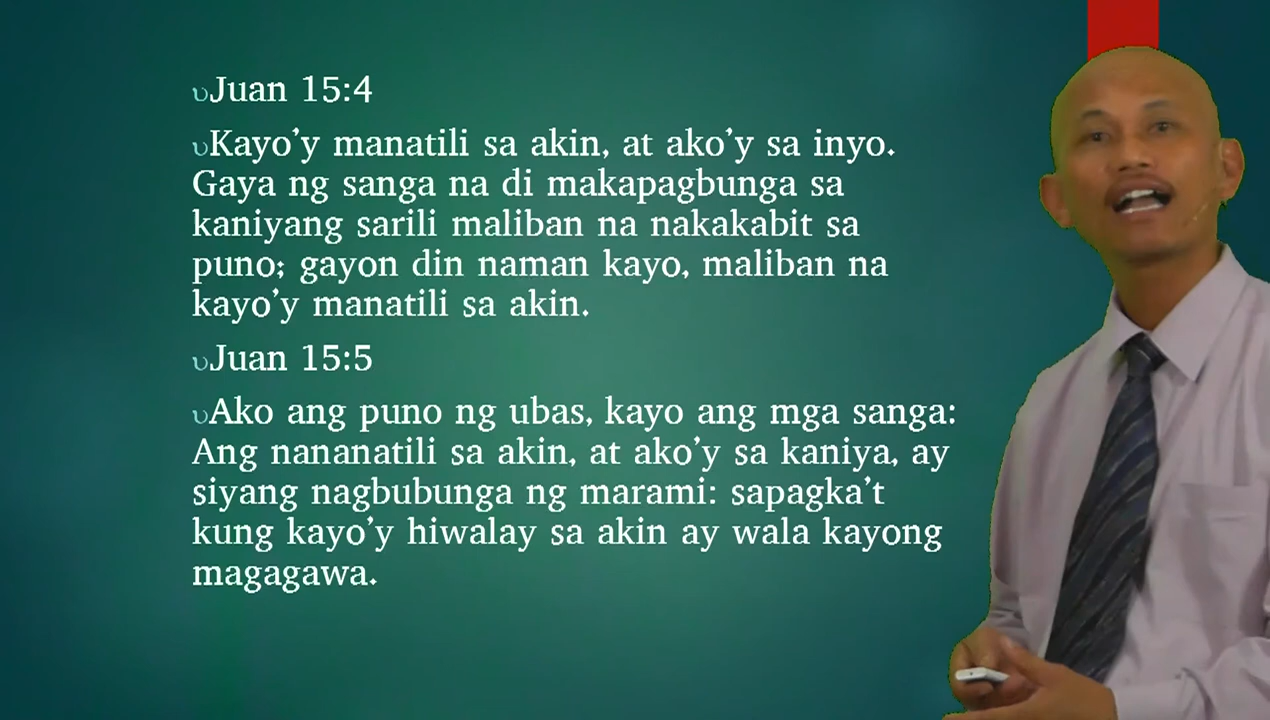 Juan 15:4
Kayo’y manatili sa akin, at ako’y sa inyo.
Gaya ng sanga na di makapagbunga sa
kaniyang sarili maliban na nakakabit sa
puno; gayon din naman kayo, maliban na
kayo’y manatili sa akin.
Juan 15:5
Ako ang puno ng ubas, kayo ang mga sanga:
Ang nananatili sa akin, at ako’y sa kaniya, ay
siyang nagbubunga ng marami: sapagka’t
kung kayo’y hiwalay sa akin ay wala kayong
magagawa.